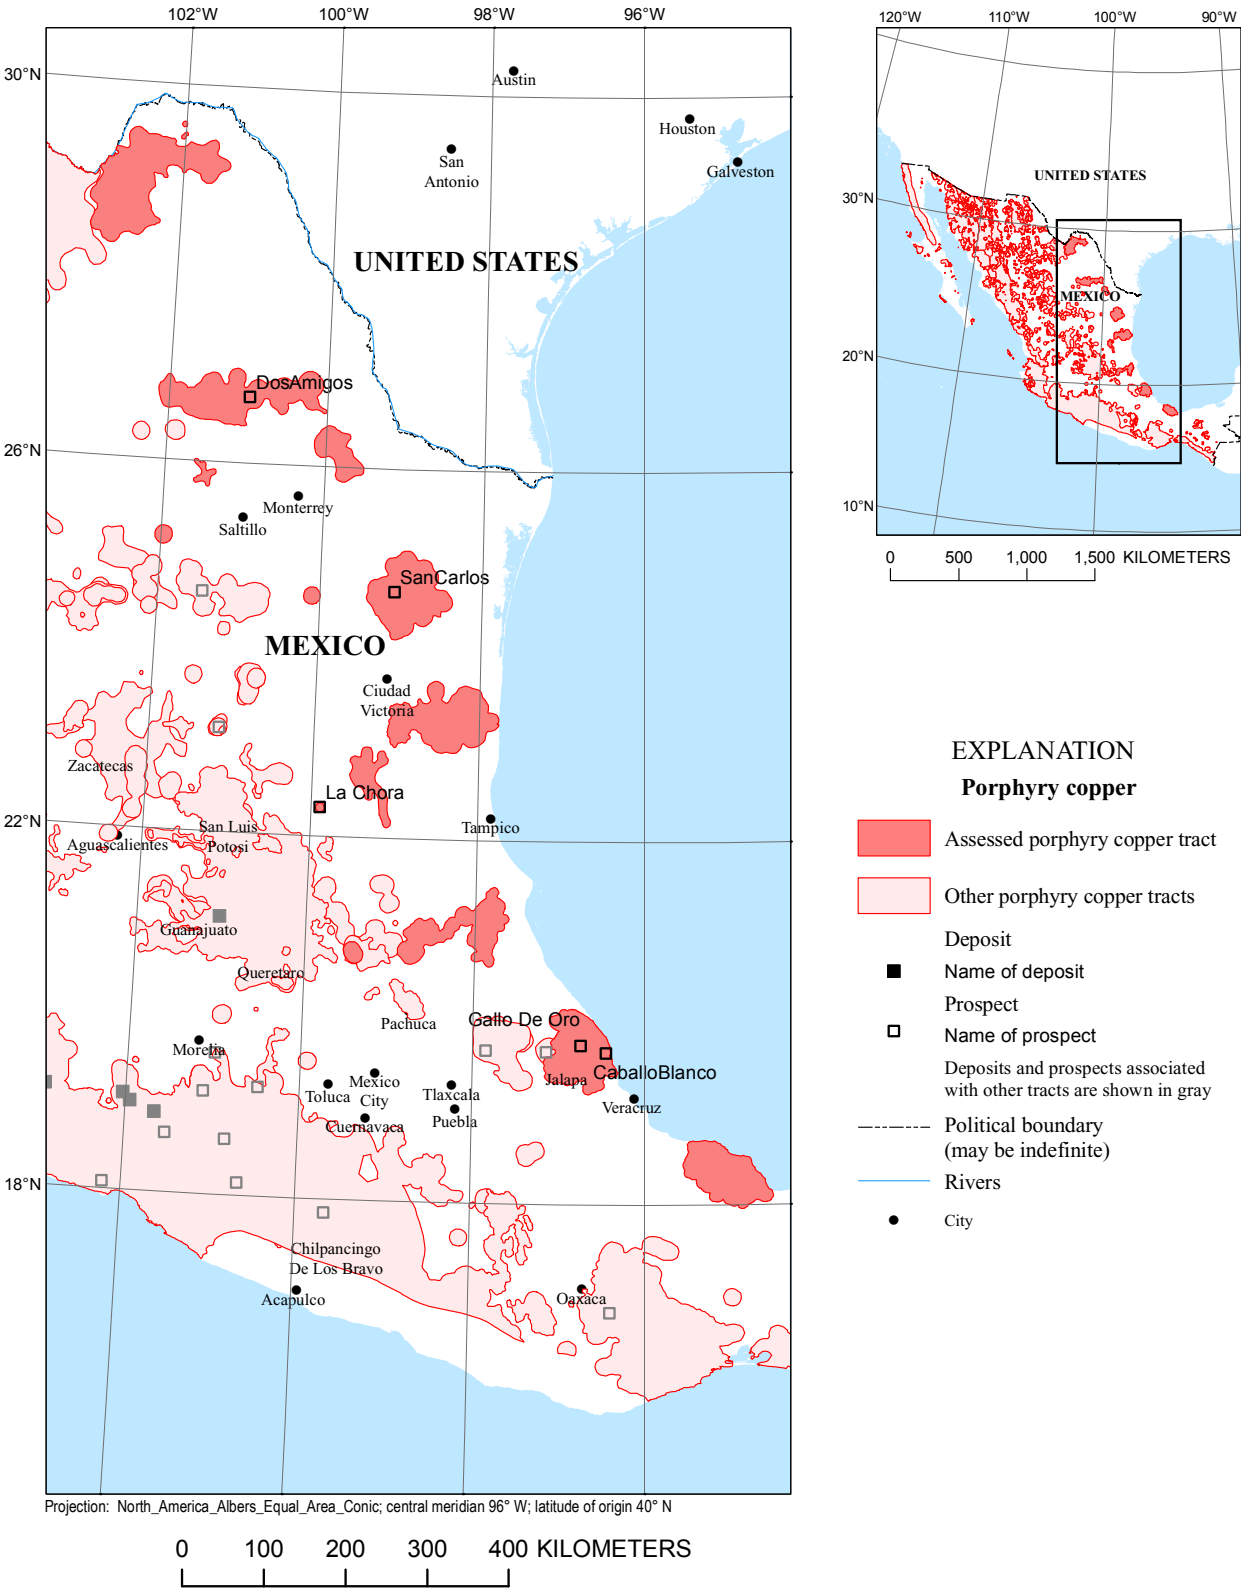 102°W 100°W 98°W 96°W
30°N
Austin
Houston
San
Antonio
Galveston
UNITED STATES
DosAmigos
26°N
Monterrey
Saltillo
SanCarlos
MEXICO
Ciudad
Victoria
Zacatecas
La Chora
22°N
San Luis
Potosi
Tampico
Aguascalientes
Guanajuato
Queretaro
Pachuca
Gallo De Oro
Morelia
Mexico
City
Toluca
Tlaxcala
Jalapa
CaballoBlanco
Puebla
Veracruz
Cuernavaca
18°N
Chilpancingo
De Los Bravo
Acapulco
Oaxaca
Projection: North_America_Albers_Equal_Area_Conic; central meridian 96° W; latitude of origin 40° N
0 100 200 300 400 KILOMETERS
120°W 110°W 100°W 90°W
UNITED STATES
30°N
MEXICO
20°N
10°N
0 500 1,000 1,500 KILOMETERS
EXPLANATION
Porphyry copper
Assessed porphyry copper tract
Other porphyry copper tracts
Deposit
Name of deposit
Prospect
Name of prospect
Deposits and prospects associated
with other tracts are shown in gray
Political boundary
(may be indefinite)
Rivers
City